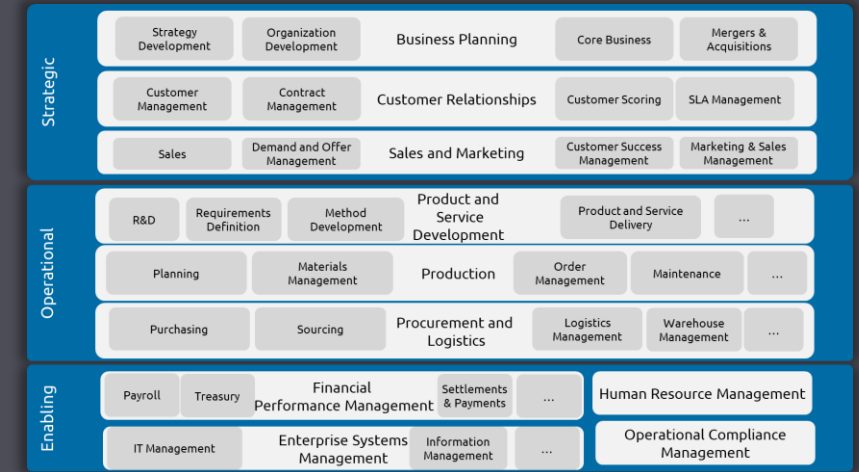 Strategic
Strategy
Development
Organization
Development
Business Planning
Core Business
Mergers &
Acquisitions
Customer
Management
Contract
Management
Customer Relationships
Customer Scoring
SLA Management
Sales
Demand and Offer
Management
Sales and Marketing
Customer Success
Management
Marketing & Sales
Management
Operational
R&D
Requirements
Definition
Method
Development
Product and
Service
Development
Product and Service
Delivery
...
Planning
Materials
Management
Production
Order
Management
Maintenance
...
Purchasing
Sourcing
Procurement and
Logistics
Logistics
Management
Warehouse
Management
...
Enabling
Payroll
Treasury
Financial
Performance Management
Settlements
& Payments
...
Human Resource Management
IT Management
Enterprise Systems
Management
Information
Management
...
Operational Compliance
Management